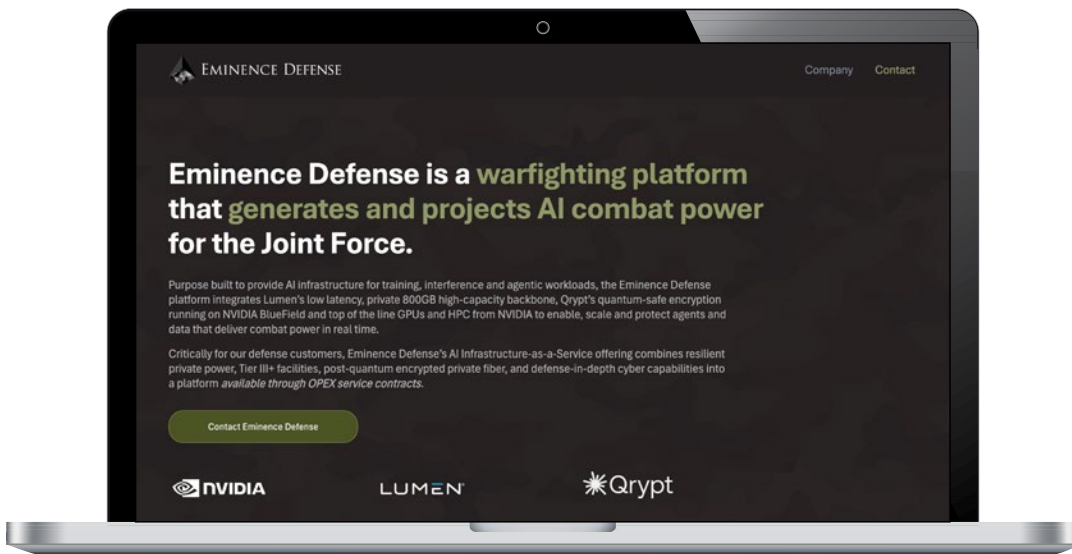 EMINENCE DEFENSE
Company Contact
Eminence Defense is a warfighting platform
that generates and projects AI combat power
for the Joint Force.
Purpose built to provide AI infrastructure for training, interference and agentic workloads, the Eminence Defense
platform integrates Lumen's low latency, private 800GB high-capacity backbone, Qrypt's quantum-safe encryption
running on NVIDIA BlueField and top of the line GPUs and HPC from NVIDIA to enable, scale and protect agents and
data that deliver combat power in real time.
Critically for our defense customers, Eminence Defense's AI Infrastructure-as-a-Service offering combines resilient
private power, Tier III+ facilities, post-quantum encrypted private fiber, and defense-in-depth cyber capabilities into
a platform available through OPEX service contracts.
Contact Eminence Defense
NVIDIA LUMEN Qrypt